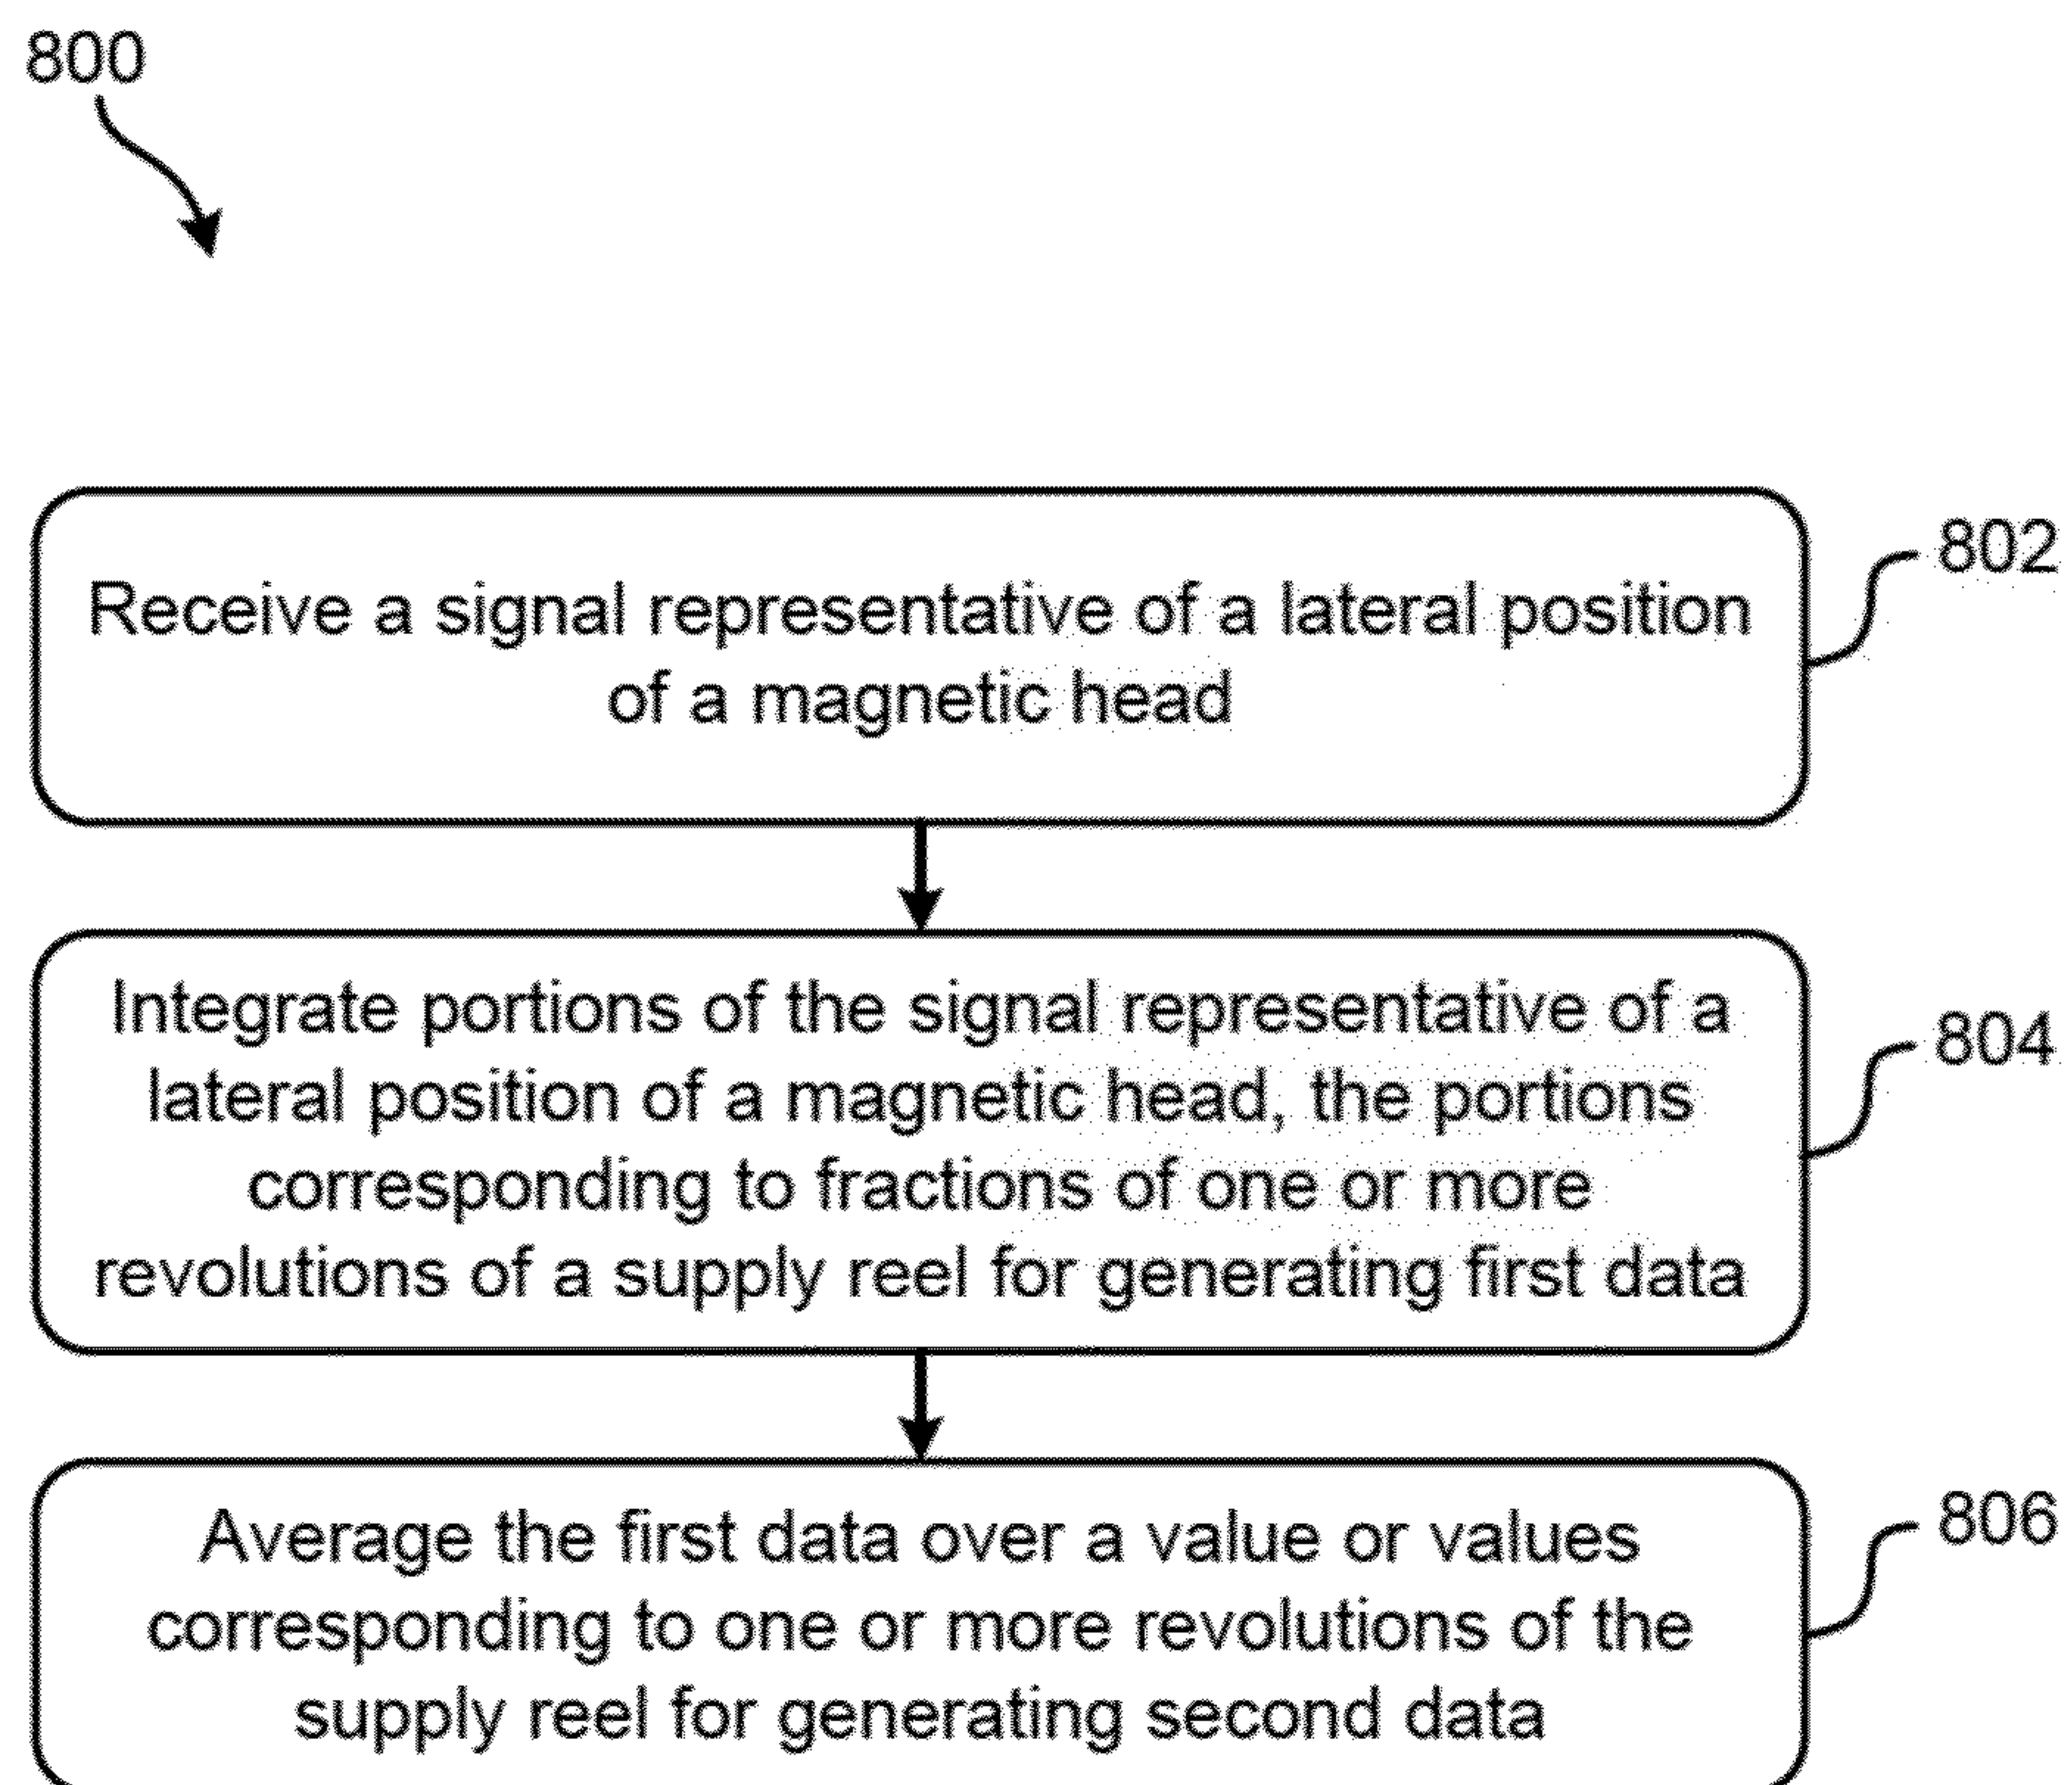 800
Receive a signal representative of a lateral position
of a magnetic head
802
Integrate portions of the signal representative of a
lateral position of a magnetic head, the portions
corresponding to fractions of one or more
revolutions of a supply reel for generating first data
804
Average the first data over a value or values
corresponding to one or more revolutions of the
supply reel for generating second data
806